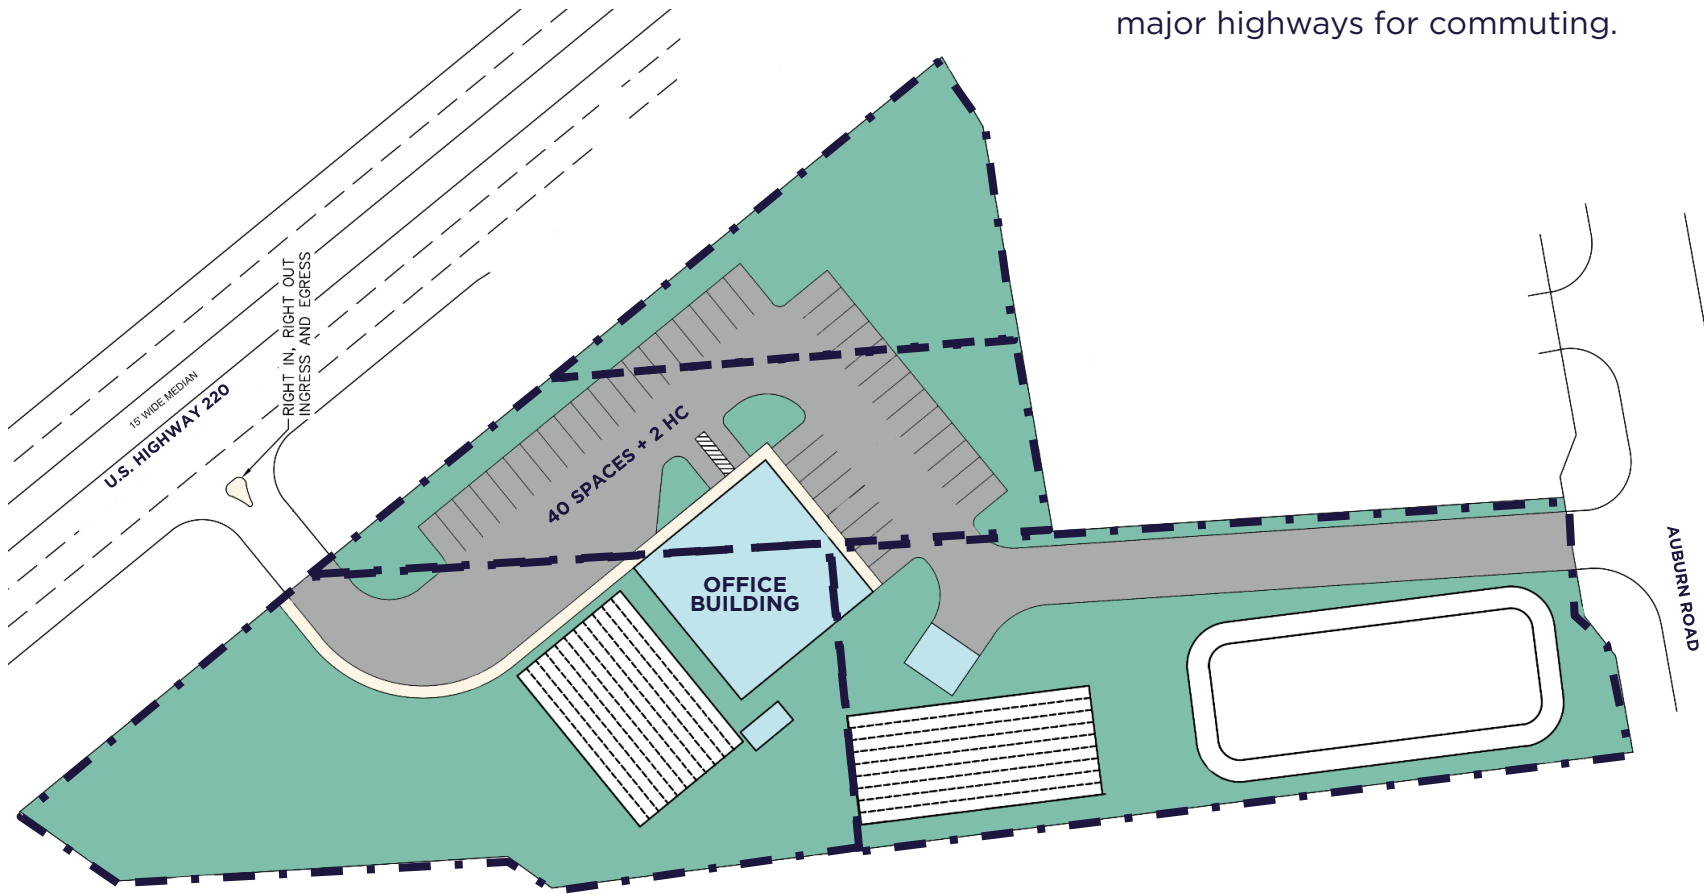 major highways for commuting.
RIGHT IN, RIGHT OUT
INGRESS AND EGRESS
15' WIDE MEDIAN
U.S. HIGHWAY 220
40 SPACES + 2 HC
OFFICE
BUILDING
AUBURN ROAD